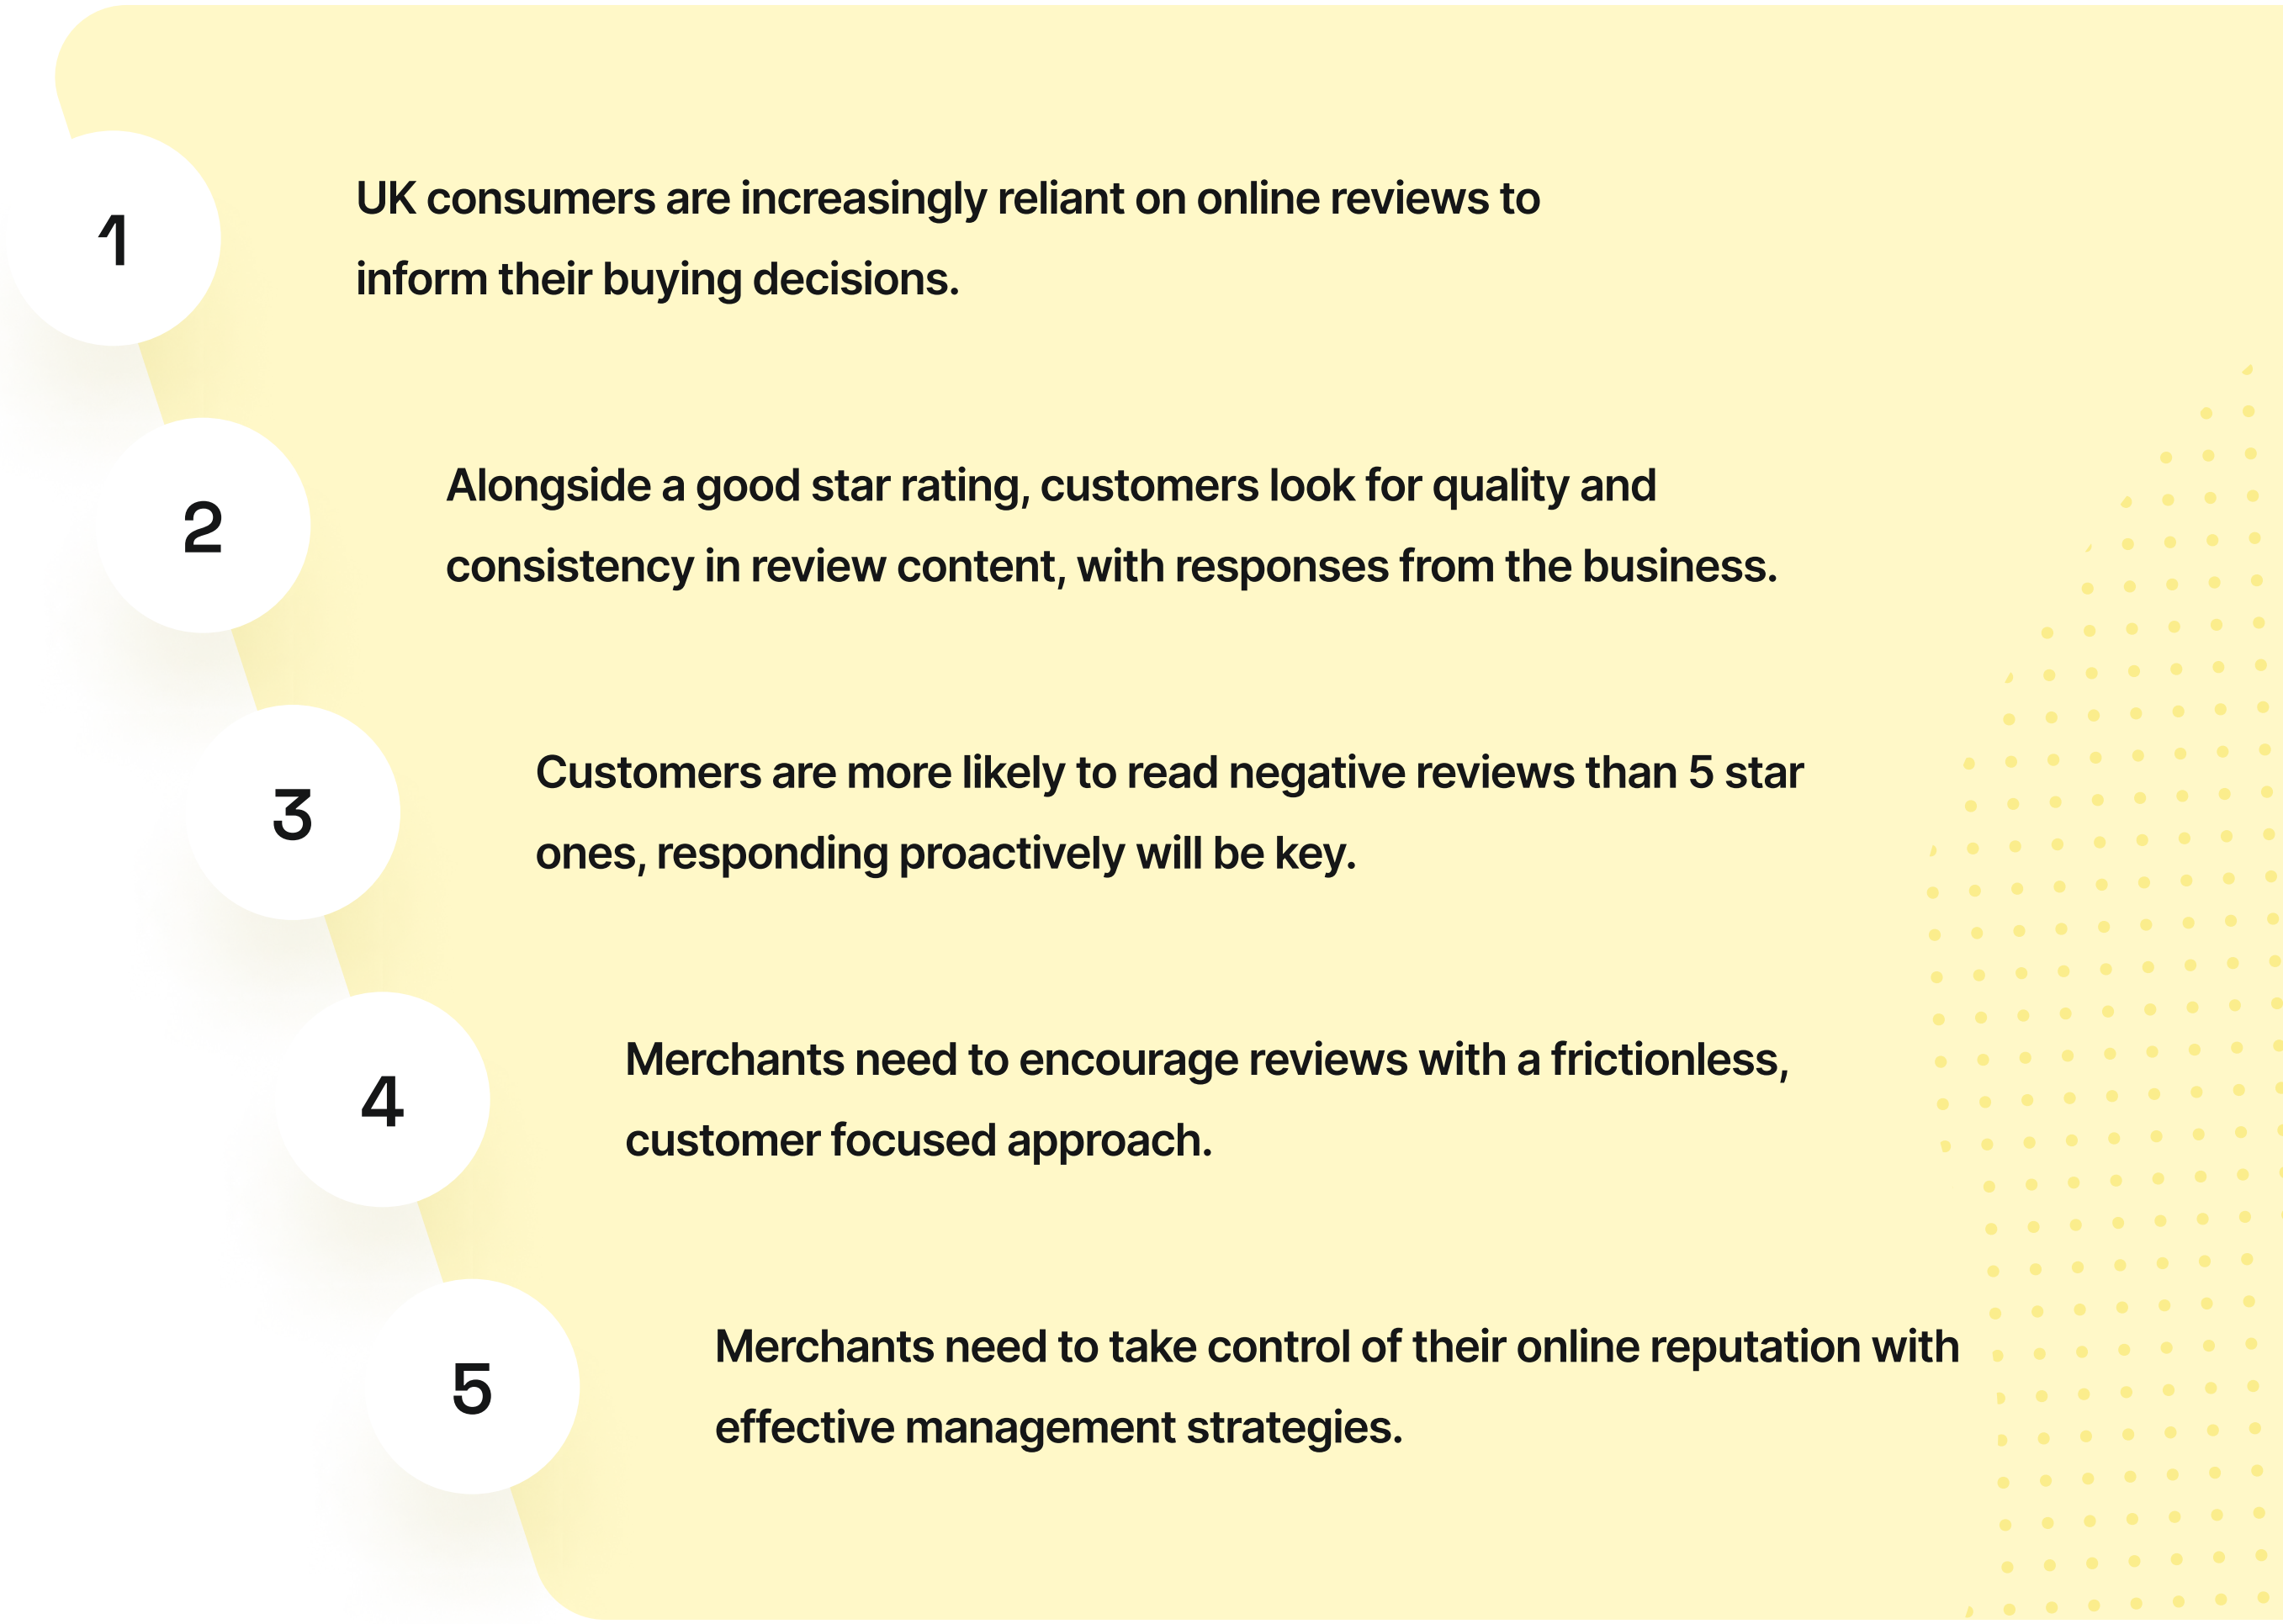 1
UK consumers are increasingly reliant on online reviews to
inform their buying decisions.
2
Alongside a good star rating, customers look for quality and
consistency in review content, with responses from the business.
3
Customers are more likely to read negative reviews than 5 star
ones, responding proactively will be key.
4
Merchants need to encourage reviews with a frictionless,
customer focused approach.
5
Merchants need to take control of their online reputation with
effective management strategies.